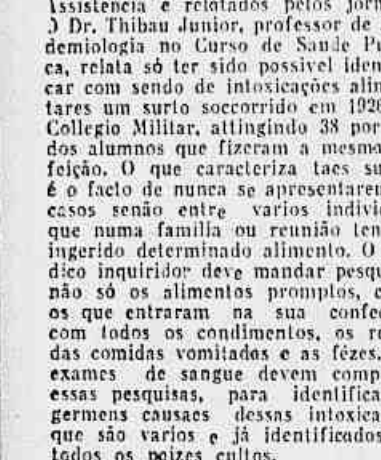 Assistencia e relatados pelos jorn
O Dr. Thibau Junior, professor de
demiologia no Curso de Saude P
ca, relata só ter sido possivel iden
car com sendo de intoxicações alim
tares um surto soccorrido em 1926
Collegio Militar, attingindo 38 por
dos alumnos que fizeram a mesma
feição. O que caracteriza taes su
é o facto de nunca se apresentarem
casos senão entre varios indivi
que numa familia ou reunião ten
ingerido determinado alimento. O
dico inquiridor deve mandar pesqu
não só os alimentos promptos, c
os que entraram na sua confec
com todos os condimentos, os re
das comidas vomitadas e as fézes.
exames de sangue devem comp
essas pesquisas, para identifica
germens causaes dessas intoxica
que são varios e já identificados
todos os paizes cultos.